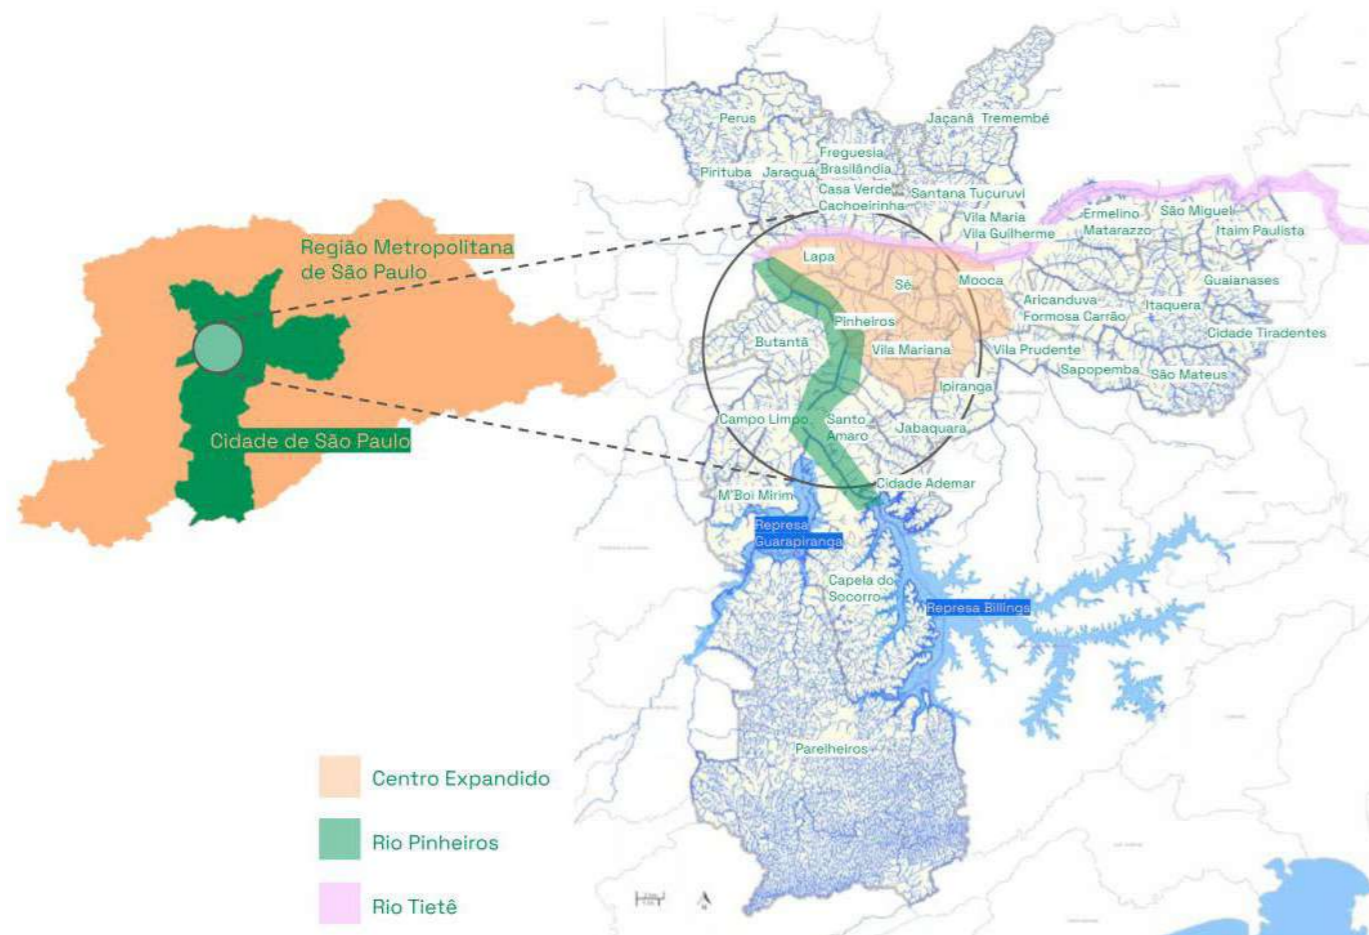 Região Metropolitana
de São Paulo
Cidade de São Paulo
Perus
Jaçanã Tremembé
Freguesia
Brasilândia
Pirituba Jaraguá
Casa Verde
Cachoeirinha
Santana Tucuruvi
Vila Maria
Vila Guilherme
Ermelino
Matarazzo
São Miguel
Itaim Paulista
Lapa
Sé
Mooca
Guaianases
Aricanduva
Formosa Carrão
Itaquera
Pinheiros
Cidade Tiradentes
Butantã
Vila Mariana
Vila Prudente
Sapopemba
São Mateus
Ipiranga
Campo Limpo
Santo
Amaro
Jabaquara
Cidade Ademar
M'Boi Mirim
Represa
Guarapiranga
Capela do
Socorro
Represa Billings
Parelheiros
Centro Expandido
Rio Pinheiros
Rio Tietê